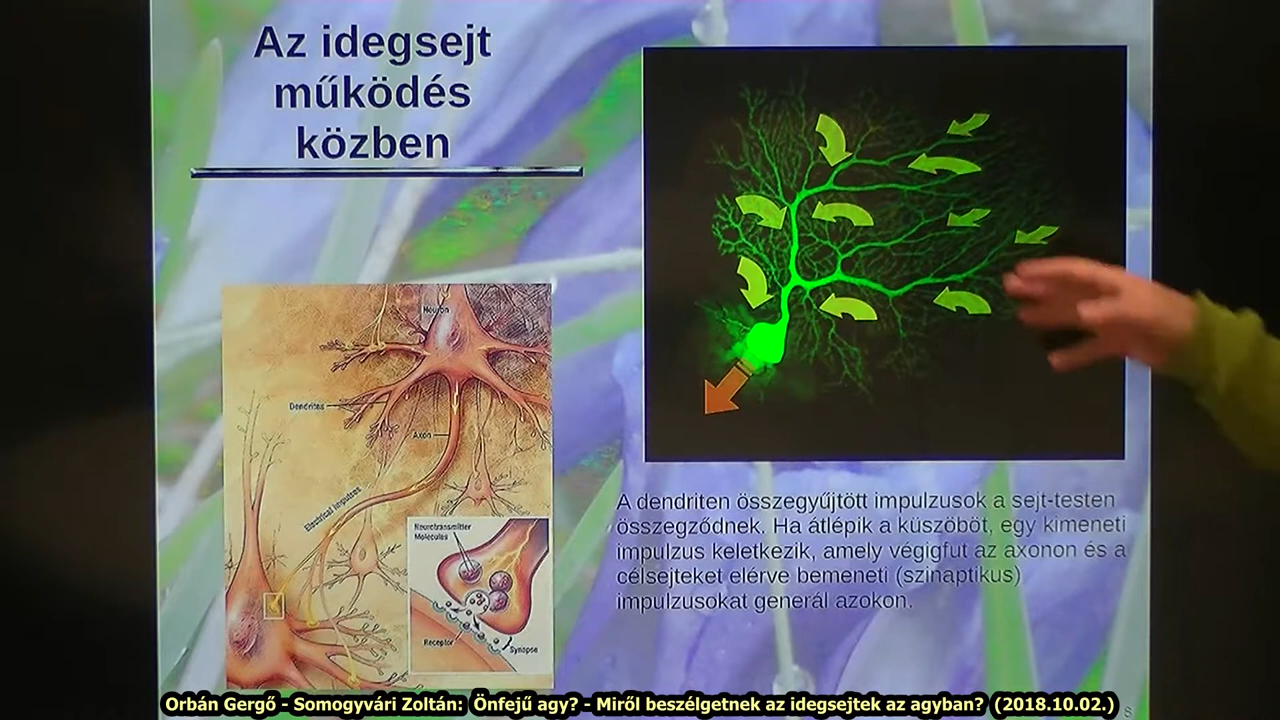 Az idegsejt
működés
közben
Neuron
Dendrites
Axon
Electrical impulses
Neurotransmitter
Molecules
Receptor
Synapse
A dendriten összegyűjtött impulzusok a sejt-testen
összegződnek. Ha átlépik a küszöböt, egy kimeneti
impulzus keletkezik, amely végigfut az axonon és a
célsejteket elérve bemeneti (szinaptikus)
impulzusokat generál azokon.
8
Orbán Gergő - Somogyvári Zoltán: Önfejű agy? - Miről beszélgetnek az idegsejtek az agyban? (2018.10.02.)